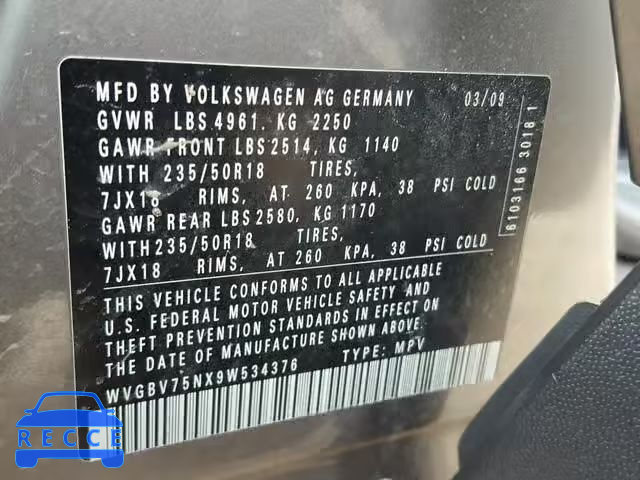 MFD BY VOLKSWAGEN AG GERMANY 03/09
GVWR LBS 4961. KG 2250
GAWR FRONT LBS 2514, KG 1140
WITH 235/50R18 TIRES,
7JX18 RIMS, AT 260 KPA, 38 PSI COLD
GAWR REAR LBS 2580, KG 1170
WITH 235/50R18 TIRES,
7JX18 RIMS, AT 260 KPA, 38 PSI COLD
THIS VEHICLE CONFORMS TO ALL APPLICABLE
U.S. FEDERAL MOTOR VEHICLE SAFETY AND
THEFT PREVENTION STANDARDS IN EFFECT ON
THE DATE OF MANUFACTURE SHOWN ABOVE.
WVGBV75NX9W534376 TYPE: MPV
6103166 3018 1
RECCE